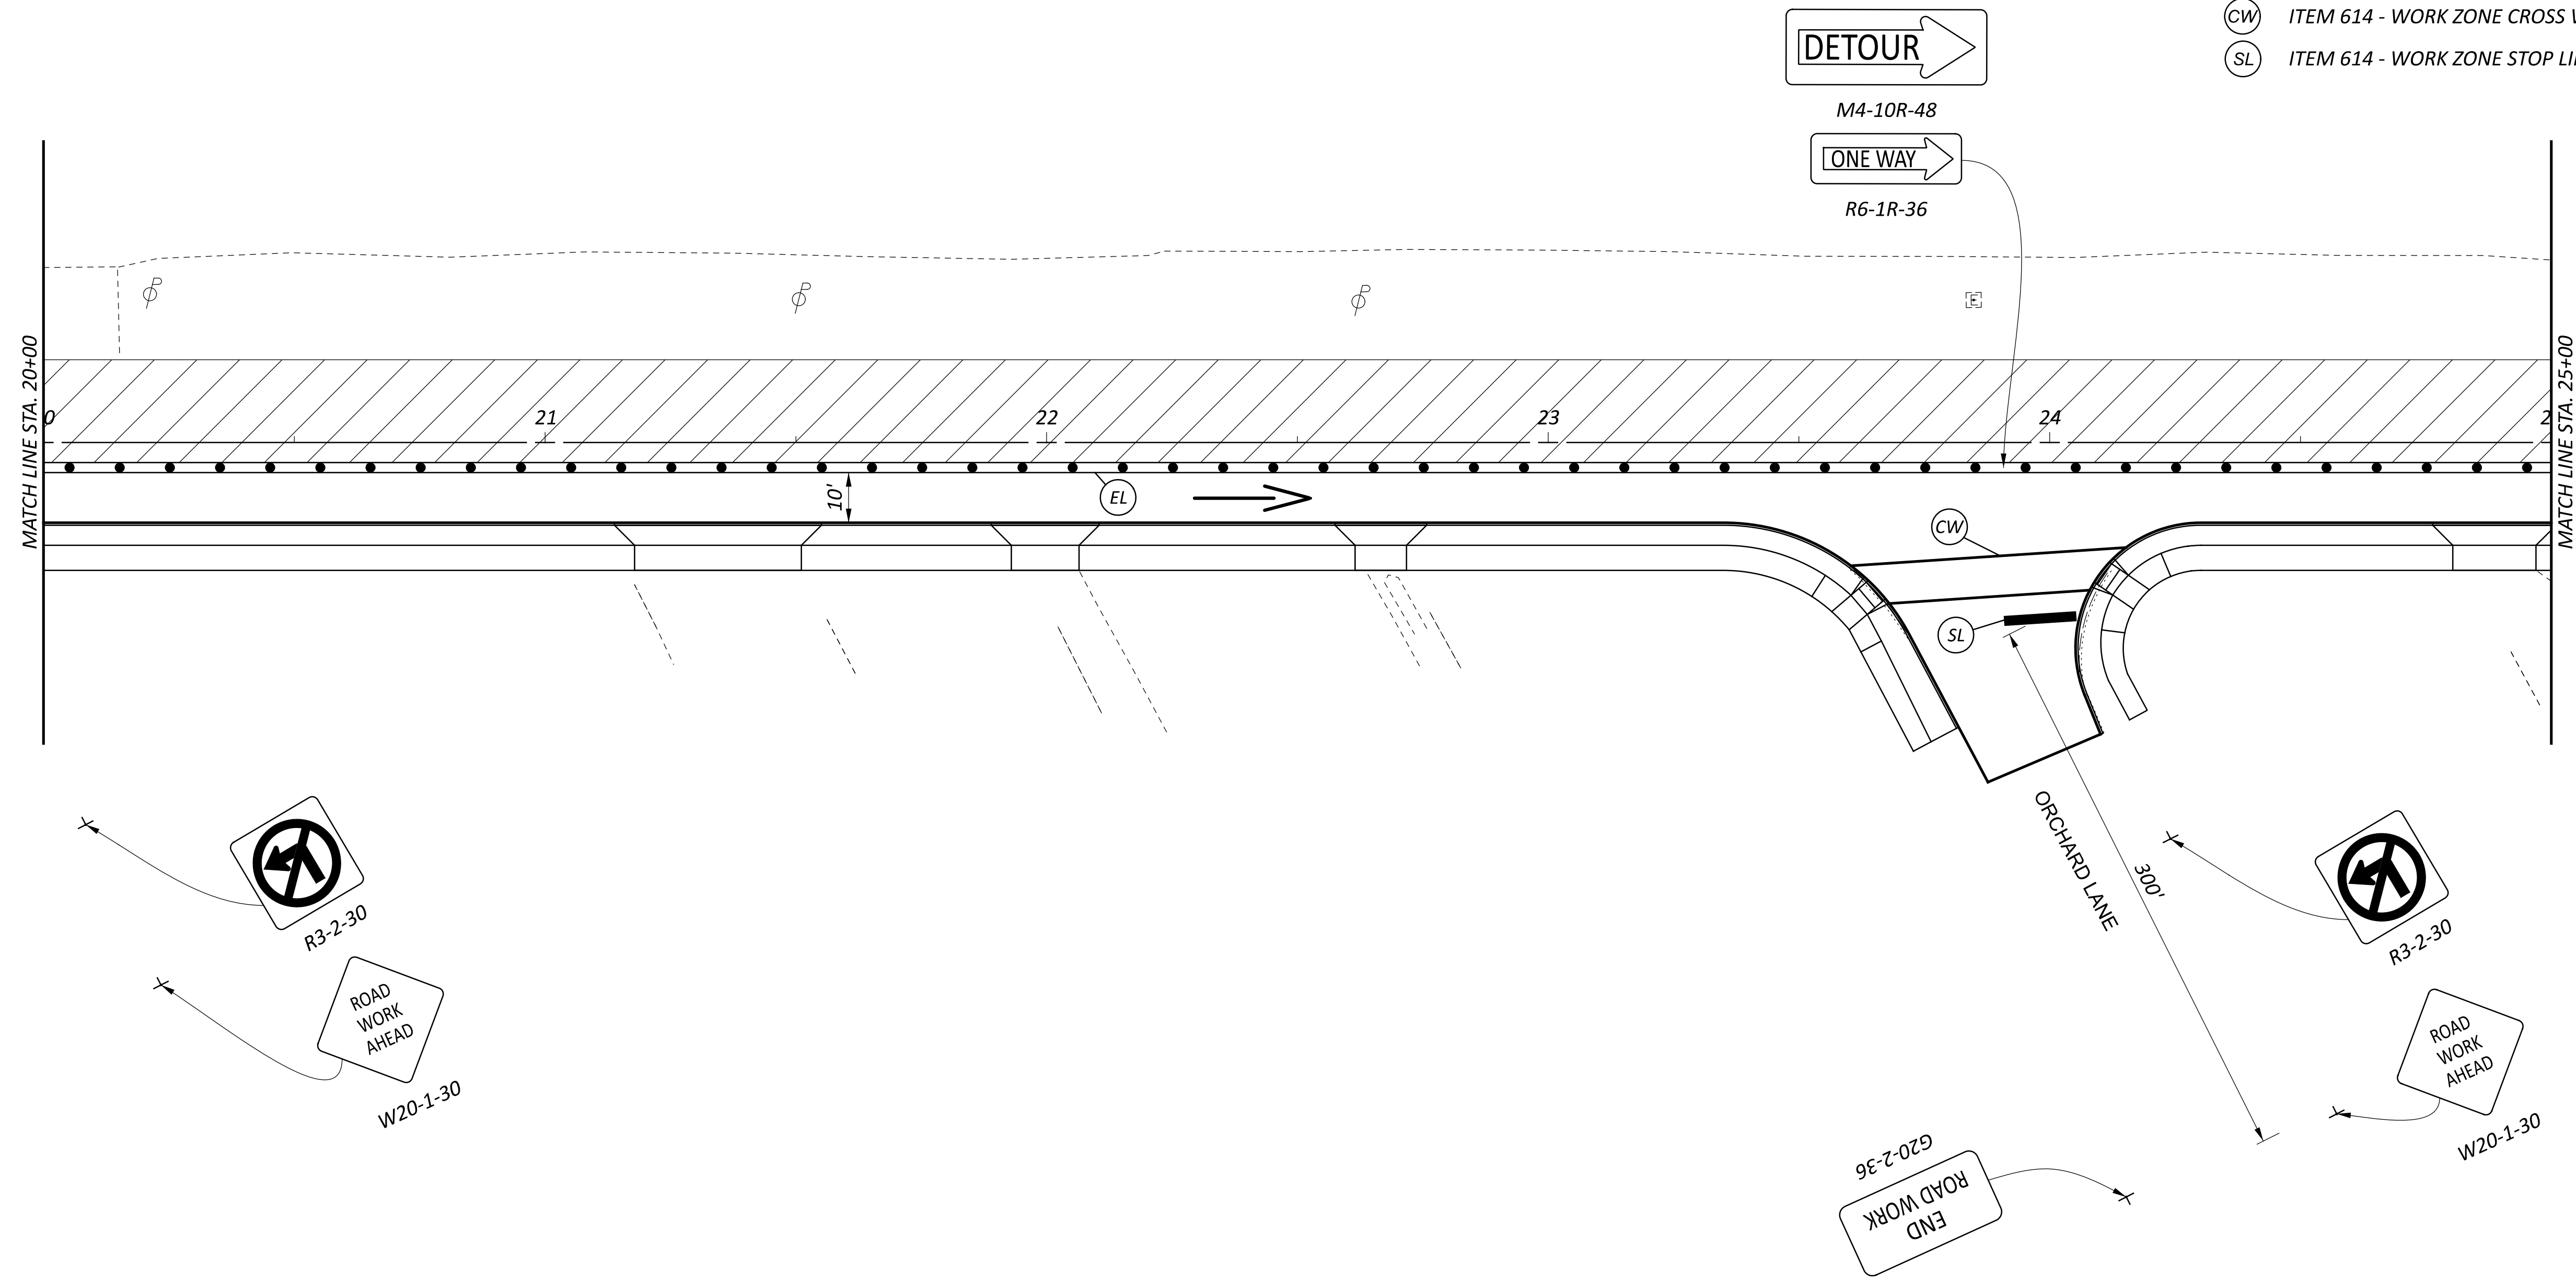 CW ITEM 614 - WORK ZONE CROSS
SL ITEM 614 - WORK ZONE STOP
DETOUR
M4-10R-48
ONE WAY
R6-1R-36
E
MATCH LINE STA. 20+00
0
21
22
23
24
2
MATCH LINE STA. 25+00
10'
EL
CW
SL
ORCHARD LANE
300'
R3-2-30
ROAD
WORK
AHEAD
W20-1-30
R3-2-30
ROAD
WORK
AHEAD
W20-1-30
G20-2-36
END
ROAD WORK